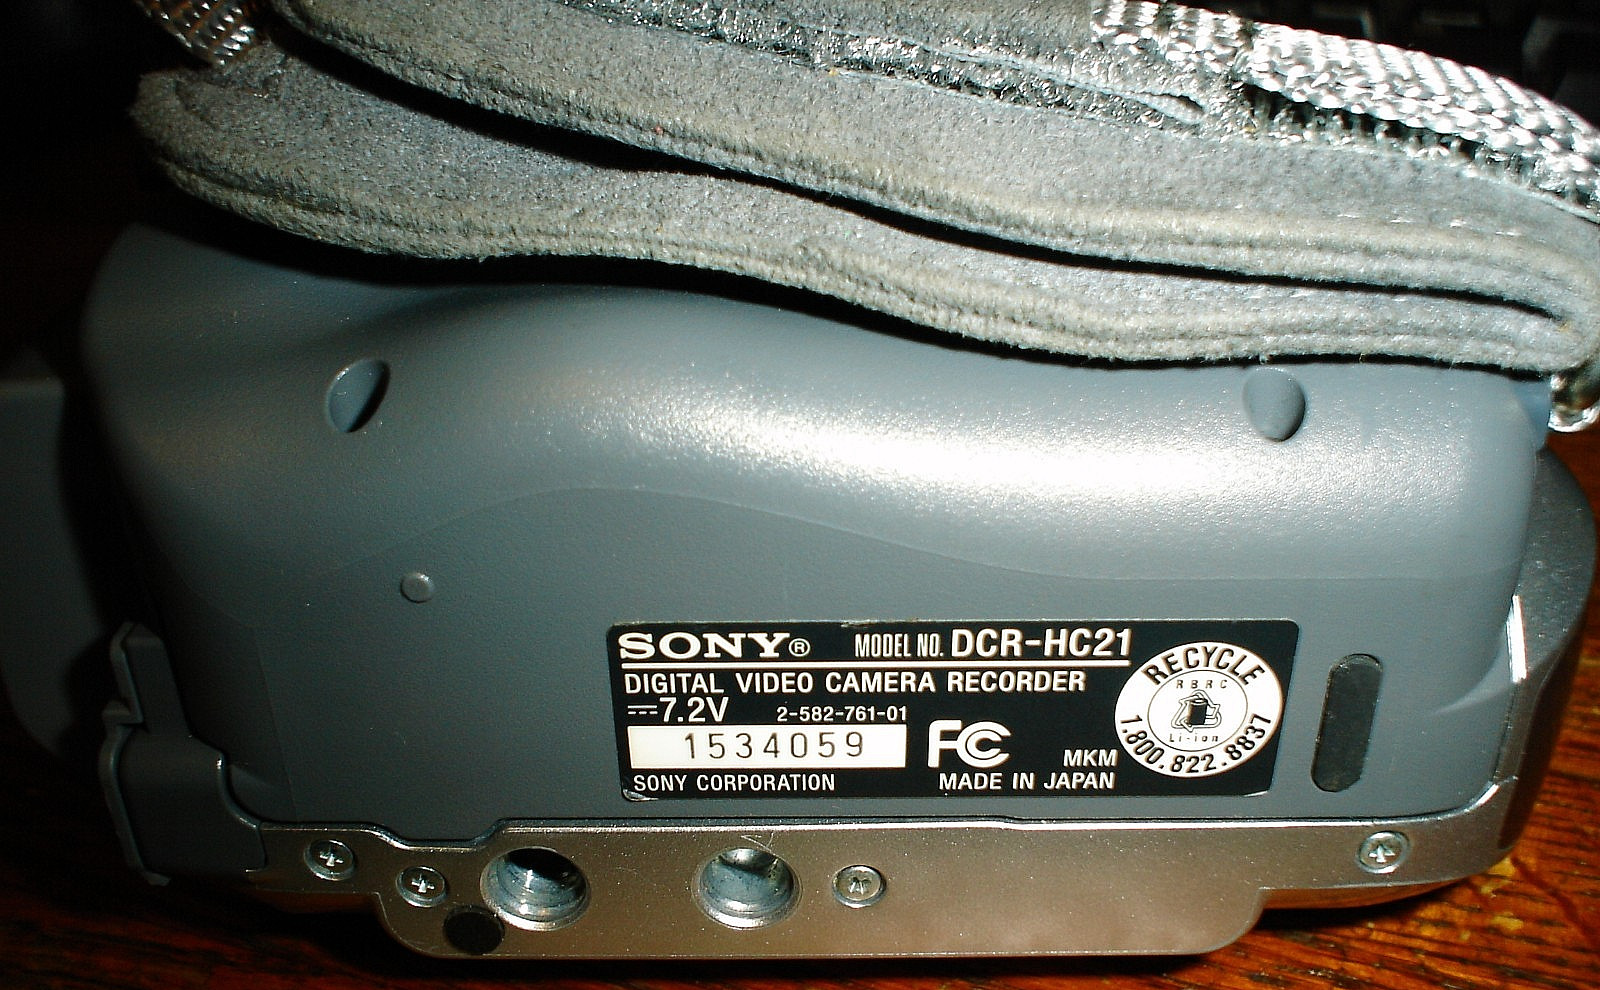 SONY® MODEL NO. DCR-HC21
DIGITAL VIDEO CAMERA RECORDER
7.2V 2-582-761-01
1534059
FC
MKM
SONY CORPORATION MADE IN JAPAN
RECYCLE
RBRC
Li-ion
1.800.822.8837